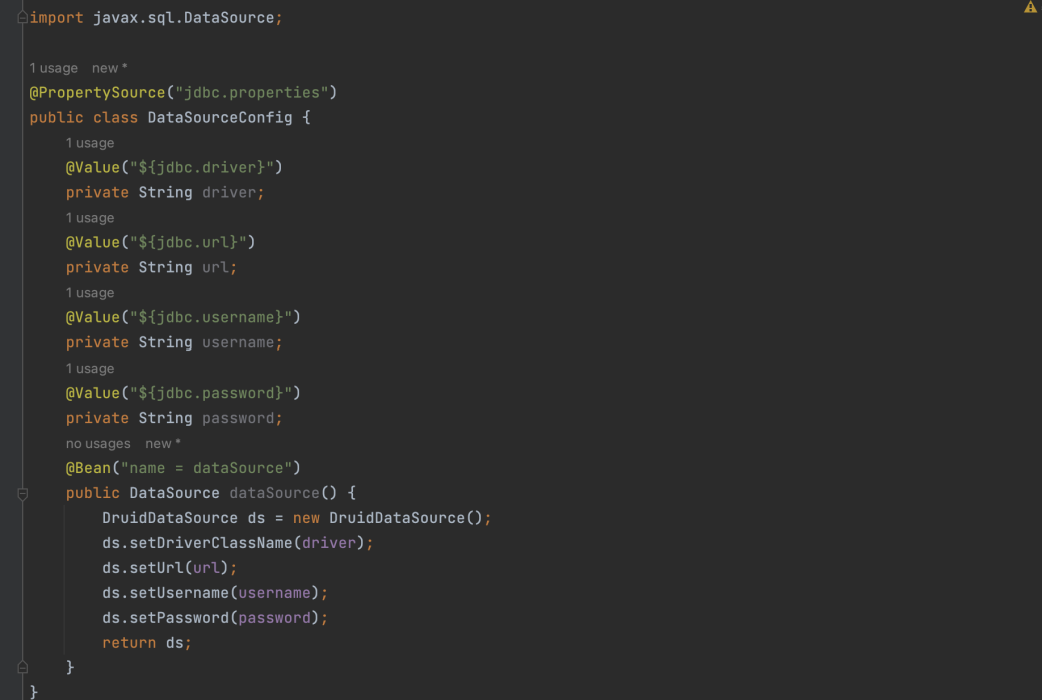 import javax.sql.DataSource;
1 usage new *
@PropertySource("jdbc.properties")
public class DataSourceConfig {
1 usage
@Value("${jdbc.driver}")
private String driver;
1 usage
@Value("${jdbc.url}")
private String url;
1 usage
@Value("${jdbc.username}")
private String username;
1 usage
@Value("${jdbc.password}")
private String password;
no usages new *
@Bean("name = dataSource")
public DataSource dataSource() {
DruidDataSource ds = new DruidDataSource();
ds.setDriverClassName(driver);
ds.setUrl(url);
ds.setUsername(username);
ds.setPassword(password);
return ds;
}
}